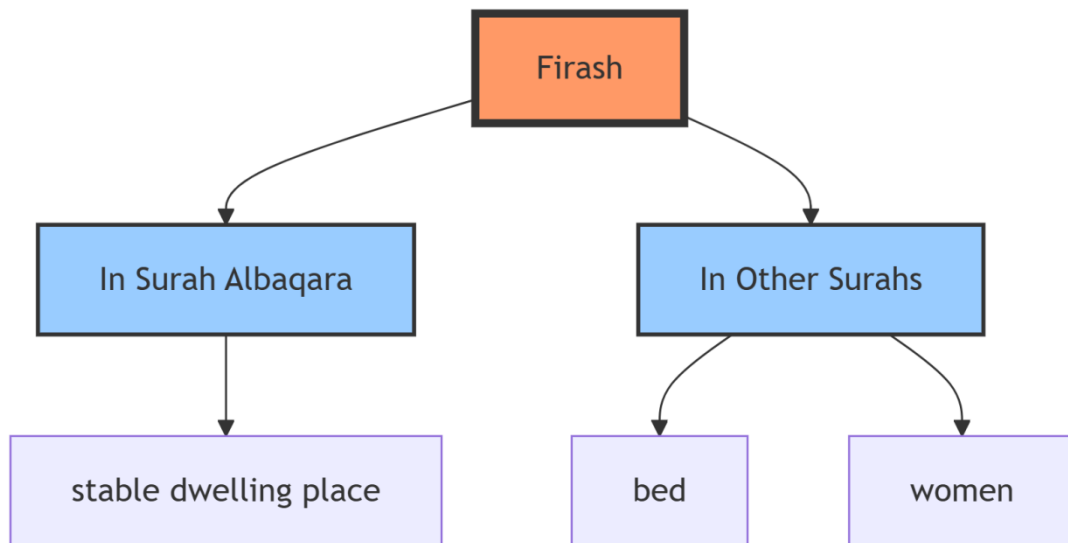 Firash
In Surah Albaqara
In Other Surahs
stable dwelling place
bed
women